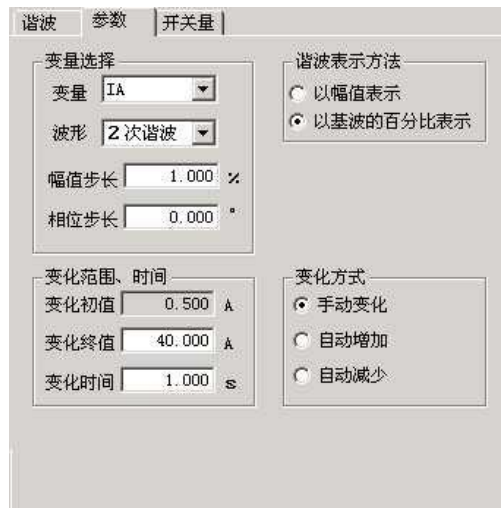 谐波 参数 开关量
变量选择
变量 IA
波形 2次谐波
幅值步长 1.000 %
相位步长 0.000 °
谐波表示方法
以幅值表示
以基波的百分比表示
变化范围、时间
变化初值 0.500 A
变化终值 40.000 A
变化时间 1.000 s
变化方式
手动变化
自动增加
自动减少